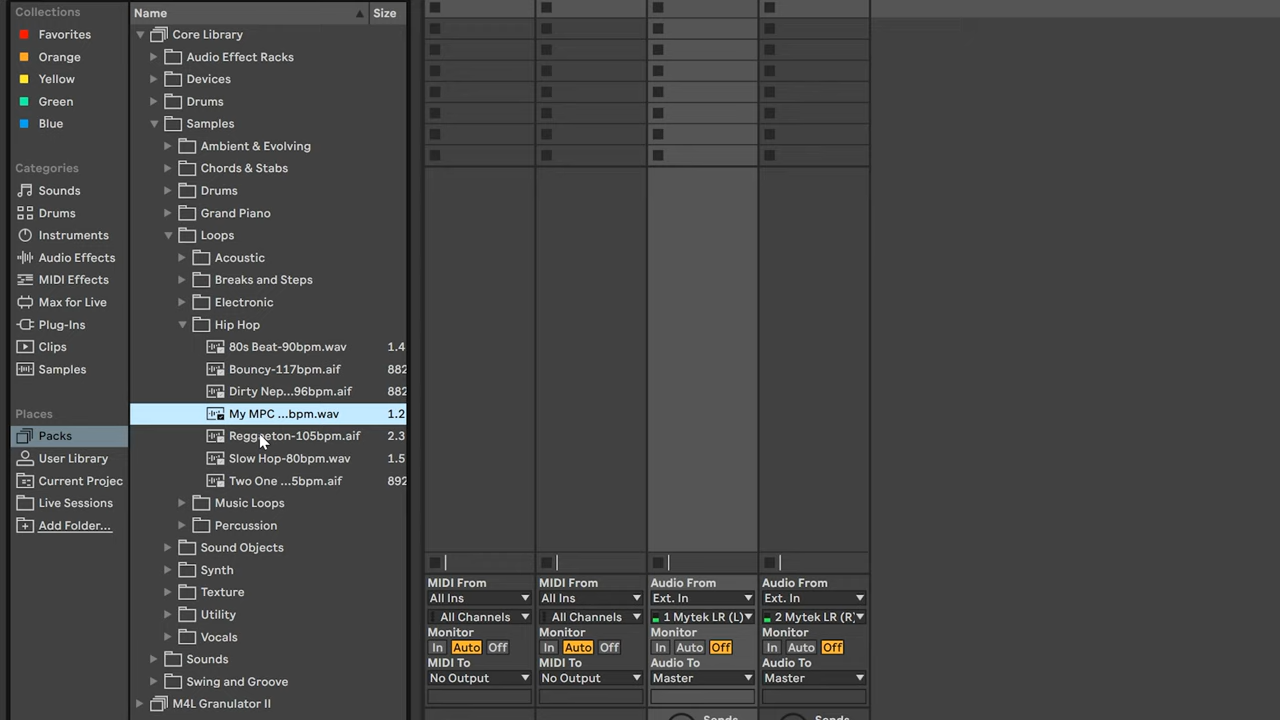 Collections
Favorites
Orange
Yellow
Green
Blue
Categories
Sounds
Drums
Instruments
Audio Effects
MIDI Effects
Max for Live
Plug-Ins
Clips
Samples
Places
Packs
User Library
Current Projec
Live Sessions
Add Folder...
Name Size
Core Library
Audio Effect Racks
Devices
Drums
Samples
Ambient & Evolving
Chords & Stabs
Drums
Grand Piano
Loops
Acoustic
Breaks and Steps
Electronic
Hip Hop
80s Beat-90bpm.wav 1.4
Bouncy-117bpm.aif 882
Dirty Nep...96bpm.aif 882
My MPC ...bpm.wav 1.2
Reggaeton-105bpm.aif 2.3
Slow Hop-80bpm.wav 1.5
Two One ...5bpm.aif 892
Music Loops
Percussion
Sound Objects
Synth
Texture
Utility
Vocals
Sounds
Swing and Groove
M4L Granulator II
MIDI From MIDI From Audio From Audio From
All Ins All Ins Ext. In Ext. In
All Channels All Channels 1 Mytek LR (L) 2 Mytek LR (R)
Monitor Monitor Monitor Monitor
In Auto Off In Auto Off In Auto Off In Auto Off
MIDI To MIDI To Audio To Audio To
No Output No Output Master Master
Sends Sends